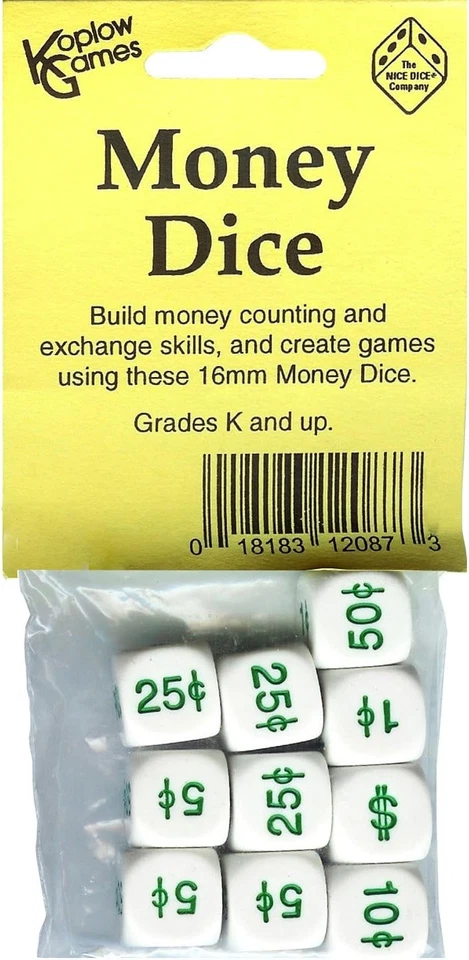 Koplow
Games
The
NICE DICE
Company
Money
Dice
Build money counting and
exchange skills, and create games
using these 16mm Money Dice.
Grades K and up.
0 18183 12087 3
50¢
25¢ 25¢ 1¢
5¢ 25¢ $
5¢ 5¢ 10¢